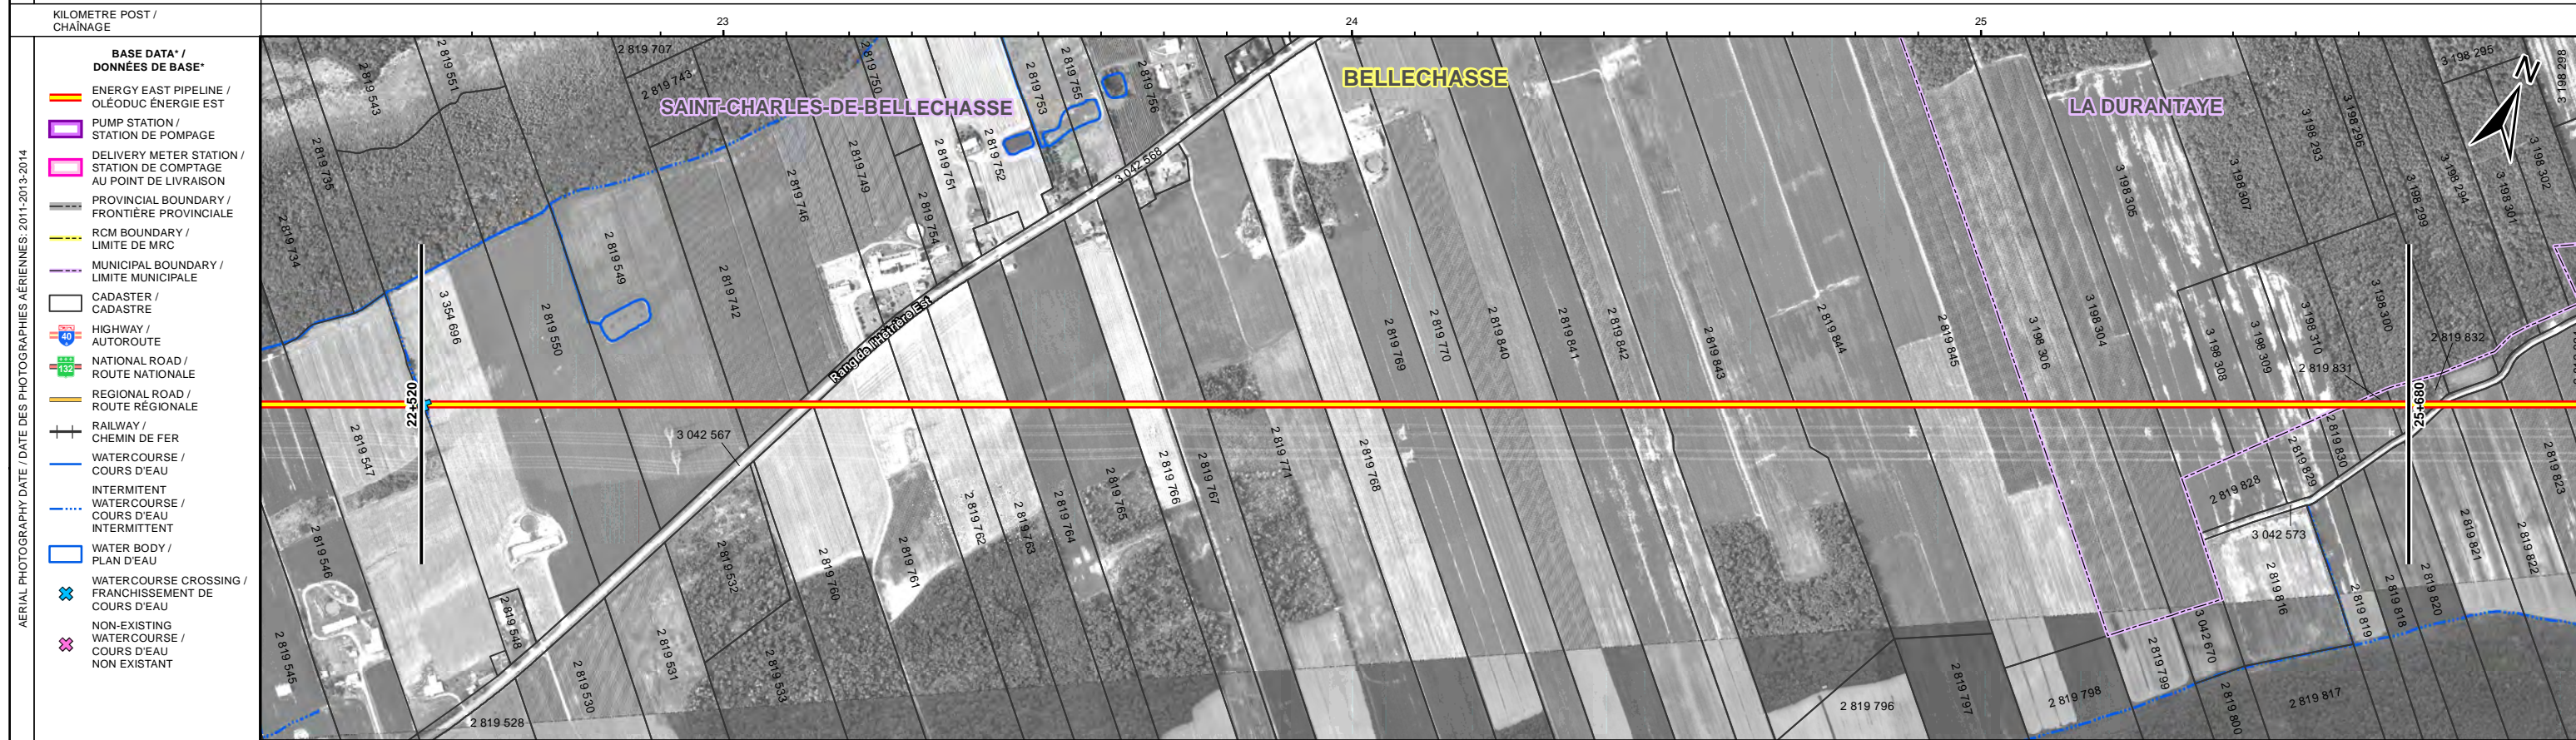 KILOMETRE POST /
CHAÎNAGE
23
24
25
AERIAL PHOTOGRAPHY DATE / DATE DES PHOTOGRAPHIES AÉRIENNES: 2011-2013-2014
BASE DATA* /
DONNÉES DE BASE*
ENERGY EAST PIPELINE /
OLÉODUC ÉNERGIE EST
PUMP STATION /
STATION DE POMPAGE
DELIVERY METER STATION /
STATION DE COMPTAGE
AU POINT DE LIVRAISON
PROVINCIAL BOUNDARY /
FRONTIÈRE PROVINCIALE
RCM BOUNDARY /
LIMITE DE MRC
MUNICIPAL BOUNDARY /
LIMITE MUNICIPALE
CADASTER /
CADASTRE
40
HIGHWAY /
AUTOROUTE
132
NATIONAL ROAD /
ROUTE NATIONALE
REGIONAL ROAD /
ROUTE RÉGIONALE
RAILWAY /
CHEMIN DE FER
WATERCOURSE /
COURS D'EAU
INTERMITENT
WATERCOURSE /
COURS D'EAU
INTERMITTENT
WATER BODY /
PLAN D'EAU
WATERCOURSE CROSSING /
FRANCHISSEMENT DE
COURS D'EAU
NON-EXISTING
WATERCOURSE /
COURS D'EAU
NON EXISTANT
SAINT-CHARLES-DE-BELLECHASSE
BELLECHASSE
LA DURANTAYE
N
2 819 543
2 819 551
2 819 707
2 819 743
2 819 750
2 819 753
2 819 755
2 819 756
3 198 295
3 198 298
2 819 735
2 819 734
2 819 746
2 819 749
2 819 751
2 819 752
2 819 754
3 042 568
3 198 305
3 198 307
3 198 293
3 198 296
3 198 299
3 198 294
3 198 301
3 198 302
3 354 696
2 819 550
2 819 549
2 819 742
Rang de l'Hêtrière Est
2 819 769
2 819 770
2 819 840
2 819 841
2 819 842
2 819 843
2 819 844
2 819 845
3 198 306
3 198 304
3 198 308
3 198 309
3 198 310
3 198 300
2 819 831
2 819 832
22+520
25+680
2 819 547
3 042 567
2 819 771
2 819 768
2 819 766
2 819 767
2 819 765
2 819 764
2 819 763
2 819 762
2 819 761
2 819 760
2 819 828
2 819 829
2 819 830
2 819 823
2 819 821
2 819 822
3 042 573
2 819 546
2 819 548
2 819 545
2 819 532
2 819 531
2 819 533
2 819 530
2 819 528
2 819 816
2 819 819
2 819 818
2 819 820
3 042 670
2 819 799
2 819 798
2 819 797
2 819 796
2 819 800
2 819 817